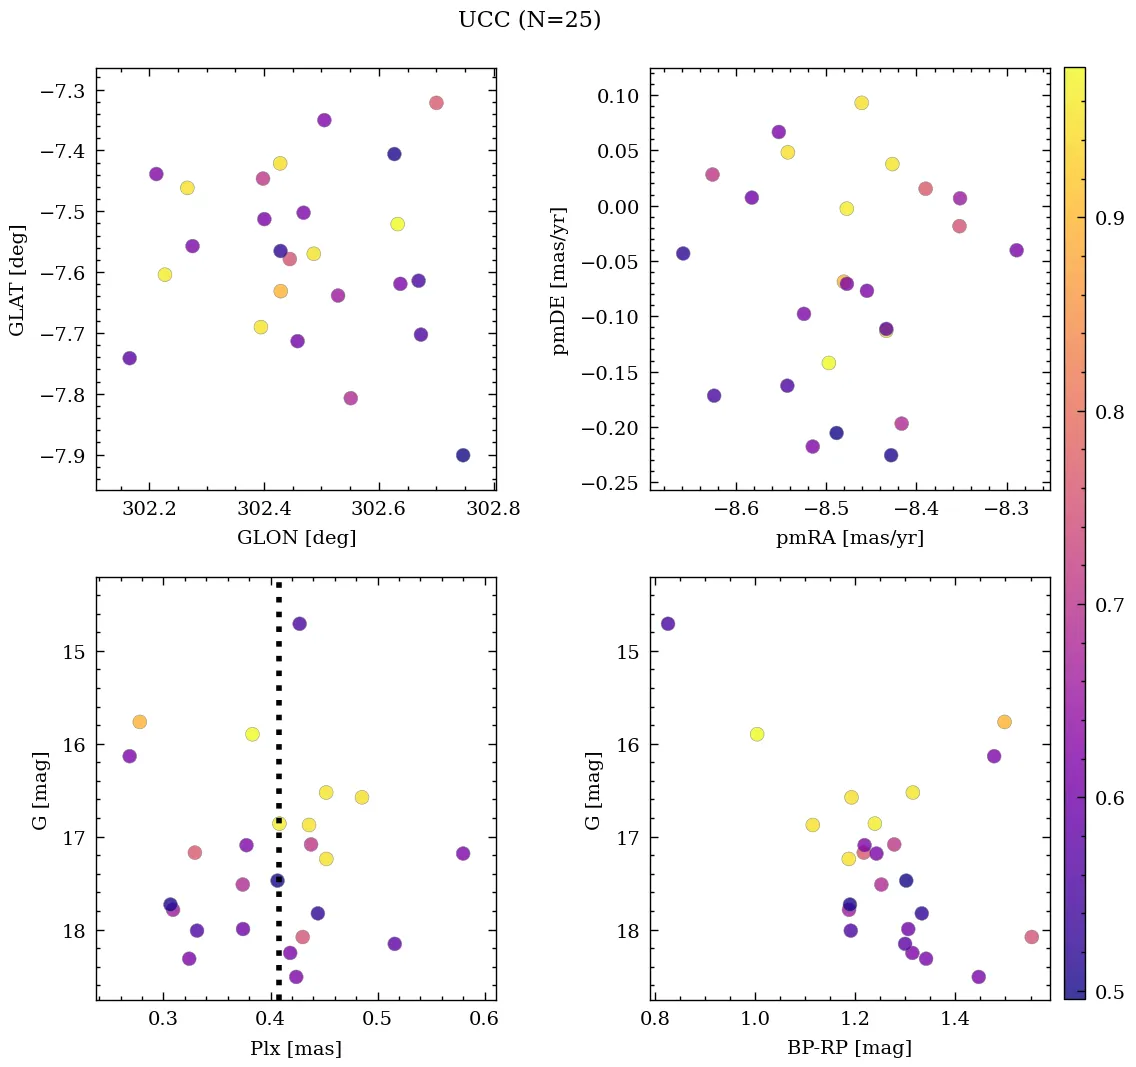 UCC (N=25)
−7.3
−7.4
−7.5
−7.6
−7.7
−7.8
−7.9
GLAT [deg]
302.2 302.4 302.6 302.8
GLON [deg]
0.10
0.05
0.00
−0.05
−0.10
−0.15
−0.20
−0.25
pmDE [mas/yr]
−8.6 −8.5 −8.4 −8.3
pmRA [mas/yr]
15
16
17
18
G [mag]
0.3 0.4 0.5 0.6
Plx [mas]
15
16
17
18
G [mag]
0.8 1.0 1.2 1.4
BP-RP [mag]
0.9
0.8
0.7
0.6
0.5